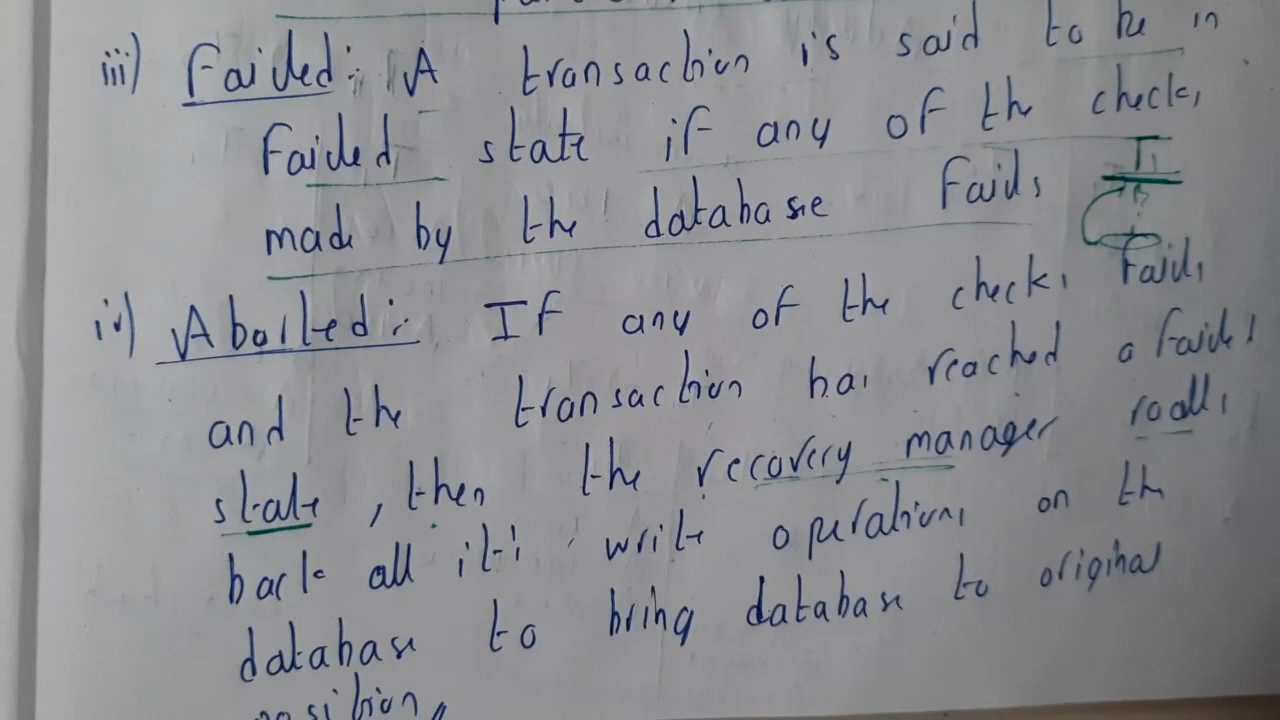 iii) Failed: A transaction is said to be in
Failed state if any of the checks
made by the database Fails
T1
iv) Aborted: If any of the checks Fails
and the transaction has reached a Failed
state, then the recovery manager rolls
back all its write operations on the
database to bring database to original
position